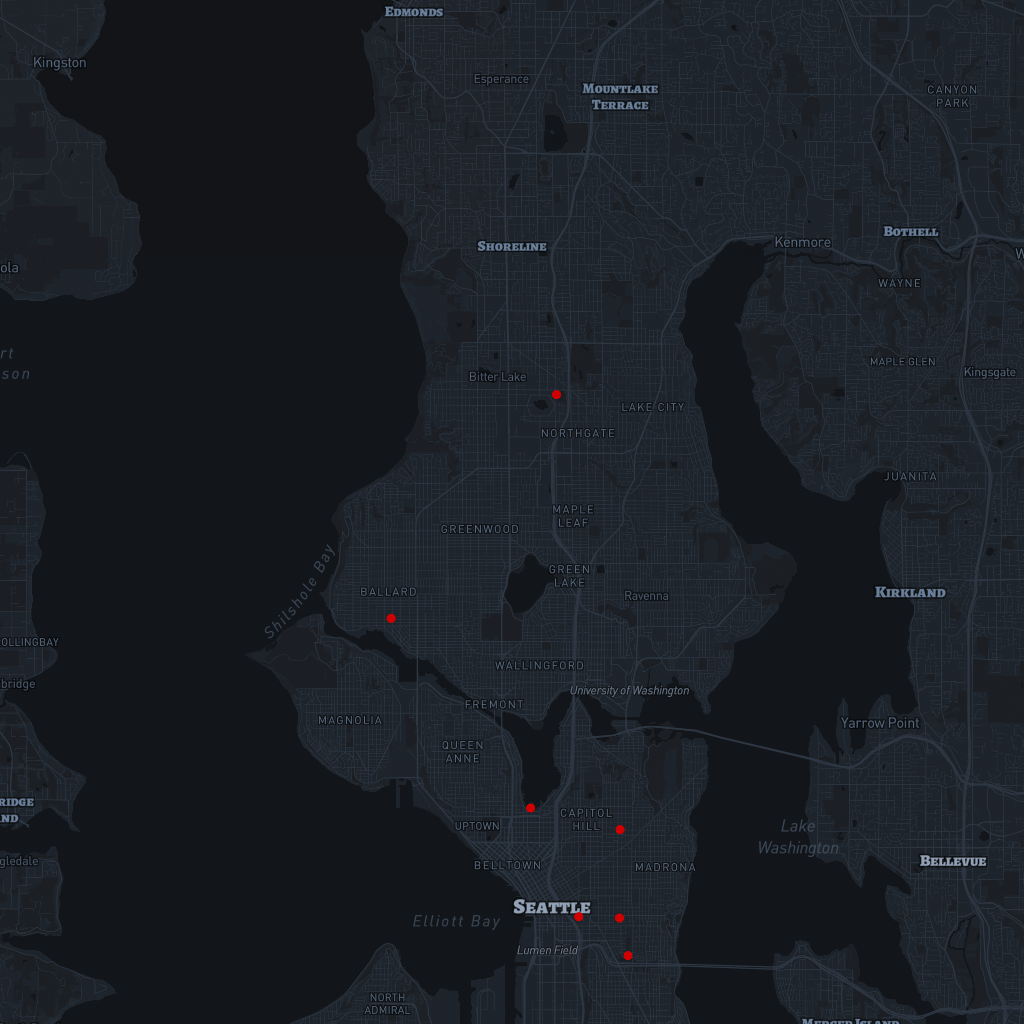 EDMONDS
Kingston
Esperance
MOUNTLAKE
TERRACE
CANYON
PARK
SHORELINE
BOTHELL
Kenmore
ola
W
WAYNE
rt
son
MAPLE GLEN
Kingsgate
Bitter Lake
LAKE CITY
NORTHGATE
JUANITA
MAPLE
LEAF
GREENWOOD
Shilshole Bay
GREEN
LAKE
BALLARD
Ravenna
KIRKLAND
OLLINGBAY
WALLINGFORD
bridge
University of Washington
FREMONT
MAGNOLIA
Yarrow Point
QUEEN
ANNE
RIDGE
ND
CAPITOL
HILL
UPTOWN
Lake
Washington
gledale
BELLTOWN
MADRONA
BELLEVUE
SEATTLE
Elliott Bay
Lumen Field
NORTH
ADMIRAL
MERCER ISLAND